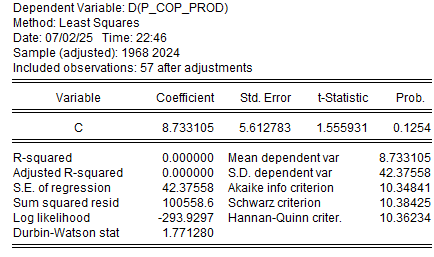 Dependent Variable: D(P_COP_PROD)
Method: Least Squares
Date: 07/02/25 Time: 22:46
Sample (adjusted): 1968 2024
Included observations: 57 after adjustments
Variable Coefficient Std. Error t-Statistic Prob.
C 8.733105 5.612783 1.555931 0.1254
R-squared 0.000000 Mean dependent var 8.733105
Adjusted R-squared 0.000000 S.D. dependent var 42.37558
S.E. of regression 42.37558 Akaike info criterion 10.34841
Sum squared resid 100558.6 Schwarz criterion 10.38425
Log likelihood -293.9297 Hannan-Quinn criter. 10.36234
Durbin-Watson stat 1.771280